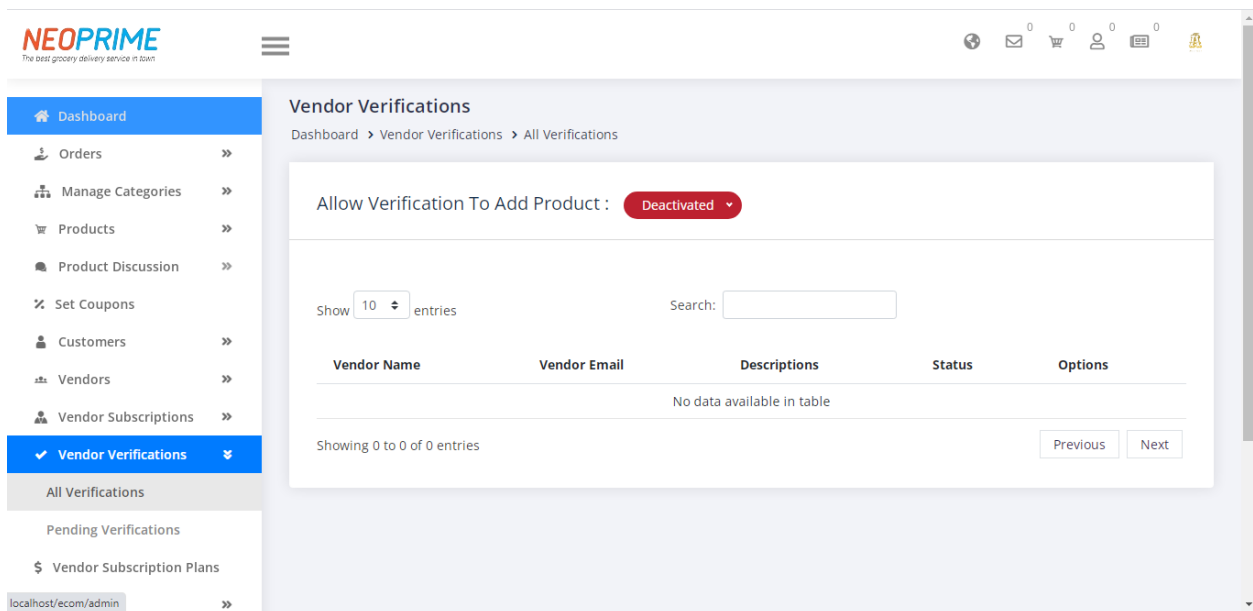 NEOPRIME
The best grocery delivery service in town
0 0 0 0
Dashboard
Orders
Manage Categories
Products
Product Discussion
Set Coupons
Customers
Vendors
Vendor Subscriptions
Vendor Verifications
All Verifications
Pending Verifications
$ Vendor Subscription Plans
localhost/ecom/admin
Vendor Verifications
Dashboard > Vendor Verifications > All Verifications
Allow Verification To Add Product : Deactivated
Show 10 entries
Search:
Vendor Name Vendor Email Descriptions Status Options
No data available in table
Showing 0 to 0 of 0 entries
Previous Next